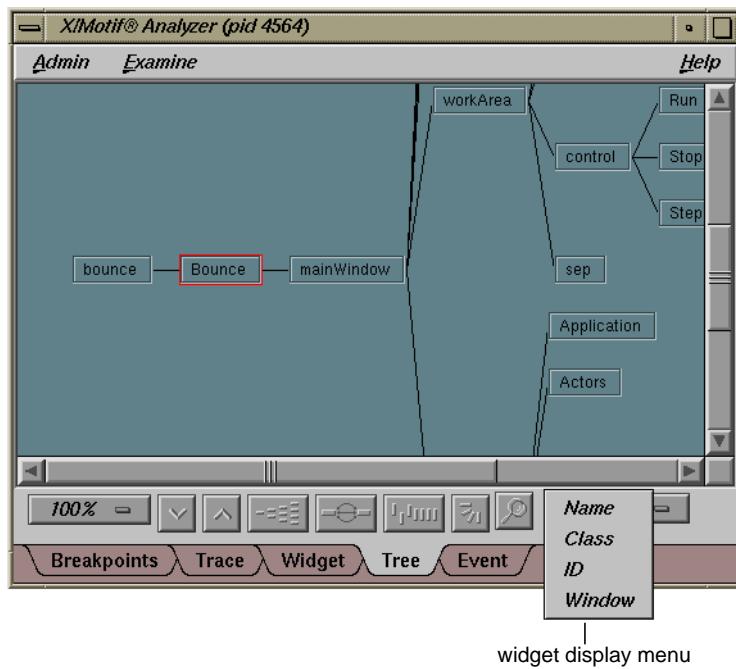 X/Motif® Analyzer (pid 4564)
Admin Examine Help
workArea
Run
control
Stop
Step
bounce
Bounce
mainWindow
sep
Application
Actors
100%
Name
Class
ID
Window
Breakpoints Trace Widget Tree Event
widget display menu